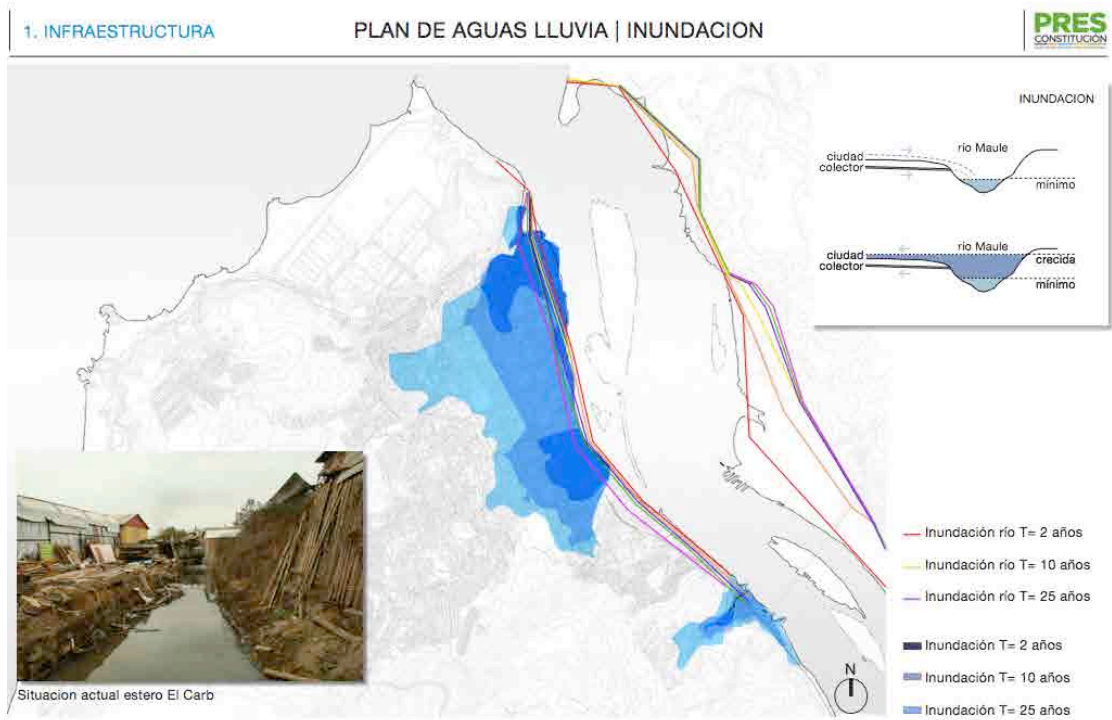 1. INFRAESTRUCTURA
PLAN DE AGUAS LLUVIA | INUNDACION
PRES
CONSTITUCIÓN
INUNDACION
río Maule
ciudad
colector
mínimo
río Maule
ciudad
colector
crecida
mínimo
Inundación río T= 2 años
Inundación río T= 10 años
Inundación río T= 25 años
Inundación T= 2 años
Inundación T= 10 años
Inundación T= 25 años
N
Situacion actual estero El Carb